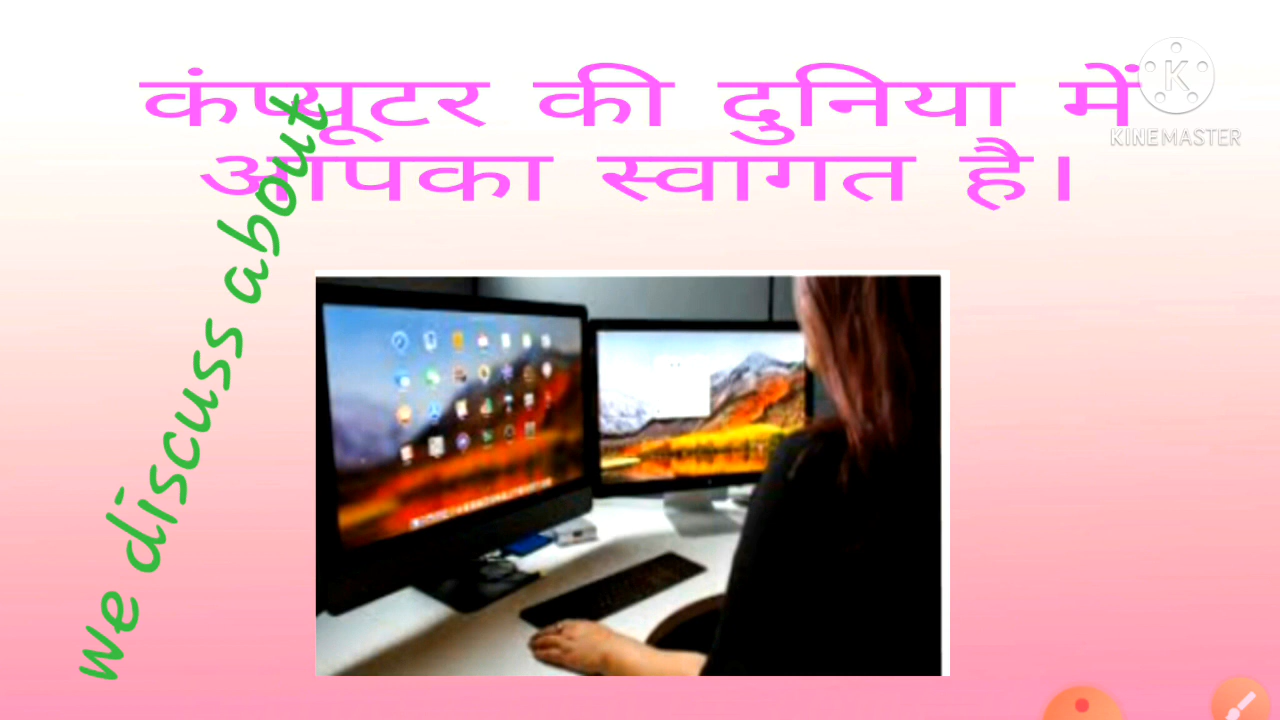 कंप्यूटर की दुनिया में
आपका स्वागत है।
we discuss about
K
KINEMASTER